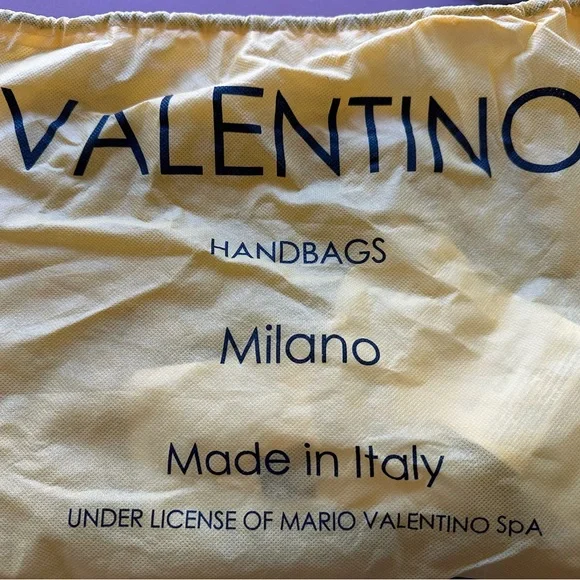 VALENTINO
HANDBAGS
Milano
Made in Italy
UNDER LICENSE OF MARIO VALENTINO SpA